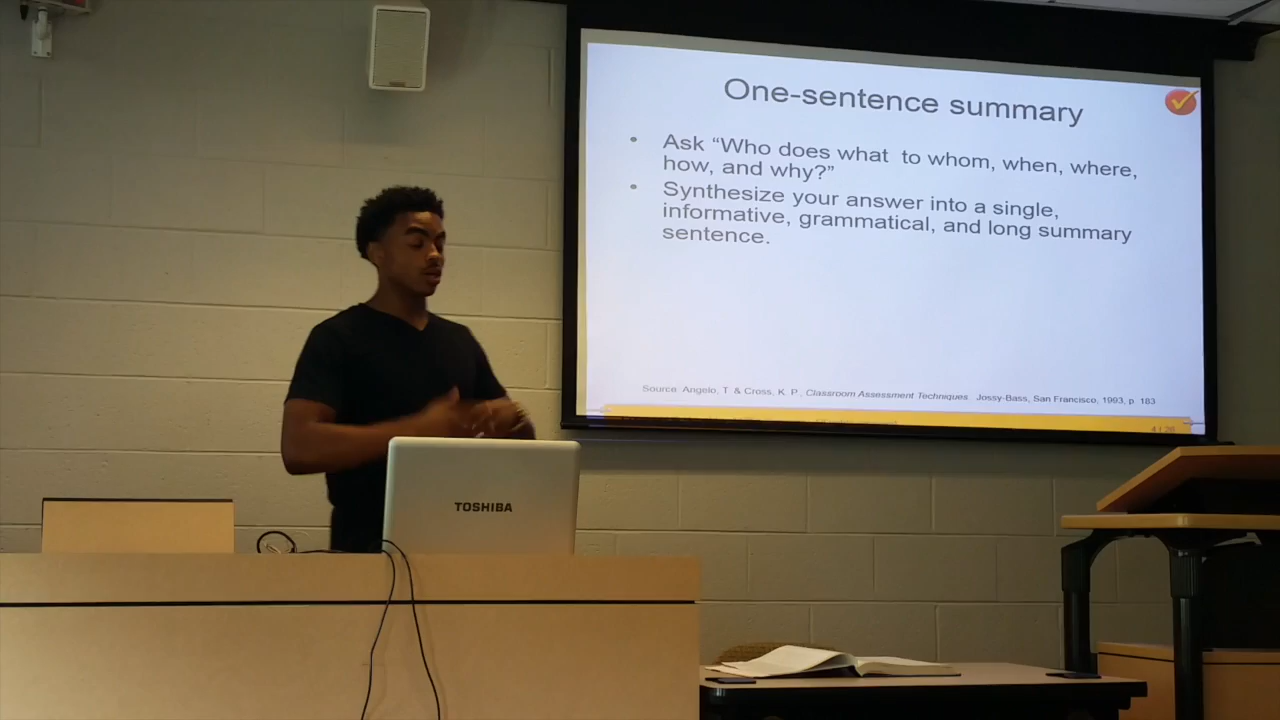 One-sentence summary
• Ask “Who does what to whom, when, where,
how, and why?”
• Synthesize your answer into a single,
informative, grammatical, and long summary
sentence.
Source: Angelo, T. & Cross, K. P., Classroom Assessment Techniques. Jossy-Bass, San Francisco, 1993, p. 183
4 / 26
TOSHIBA